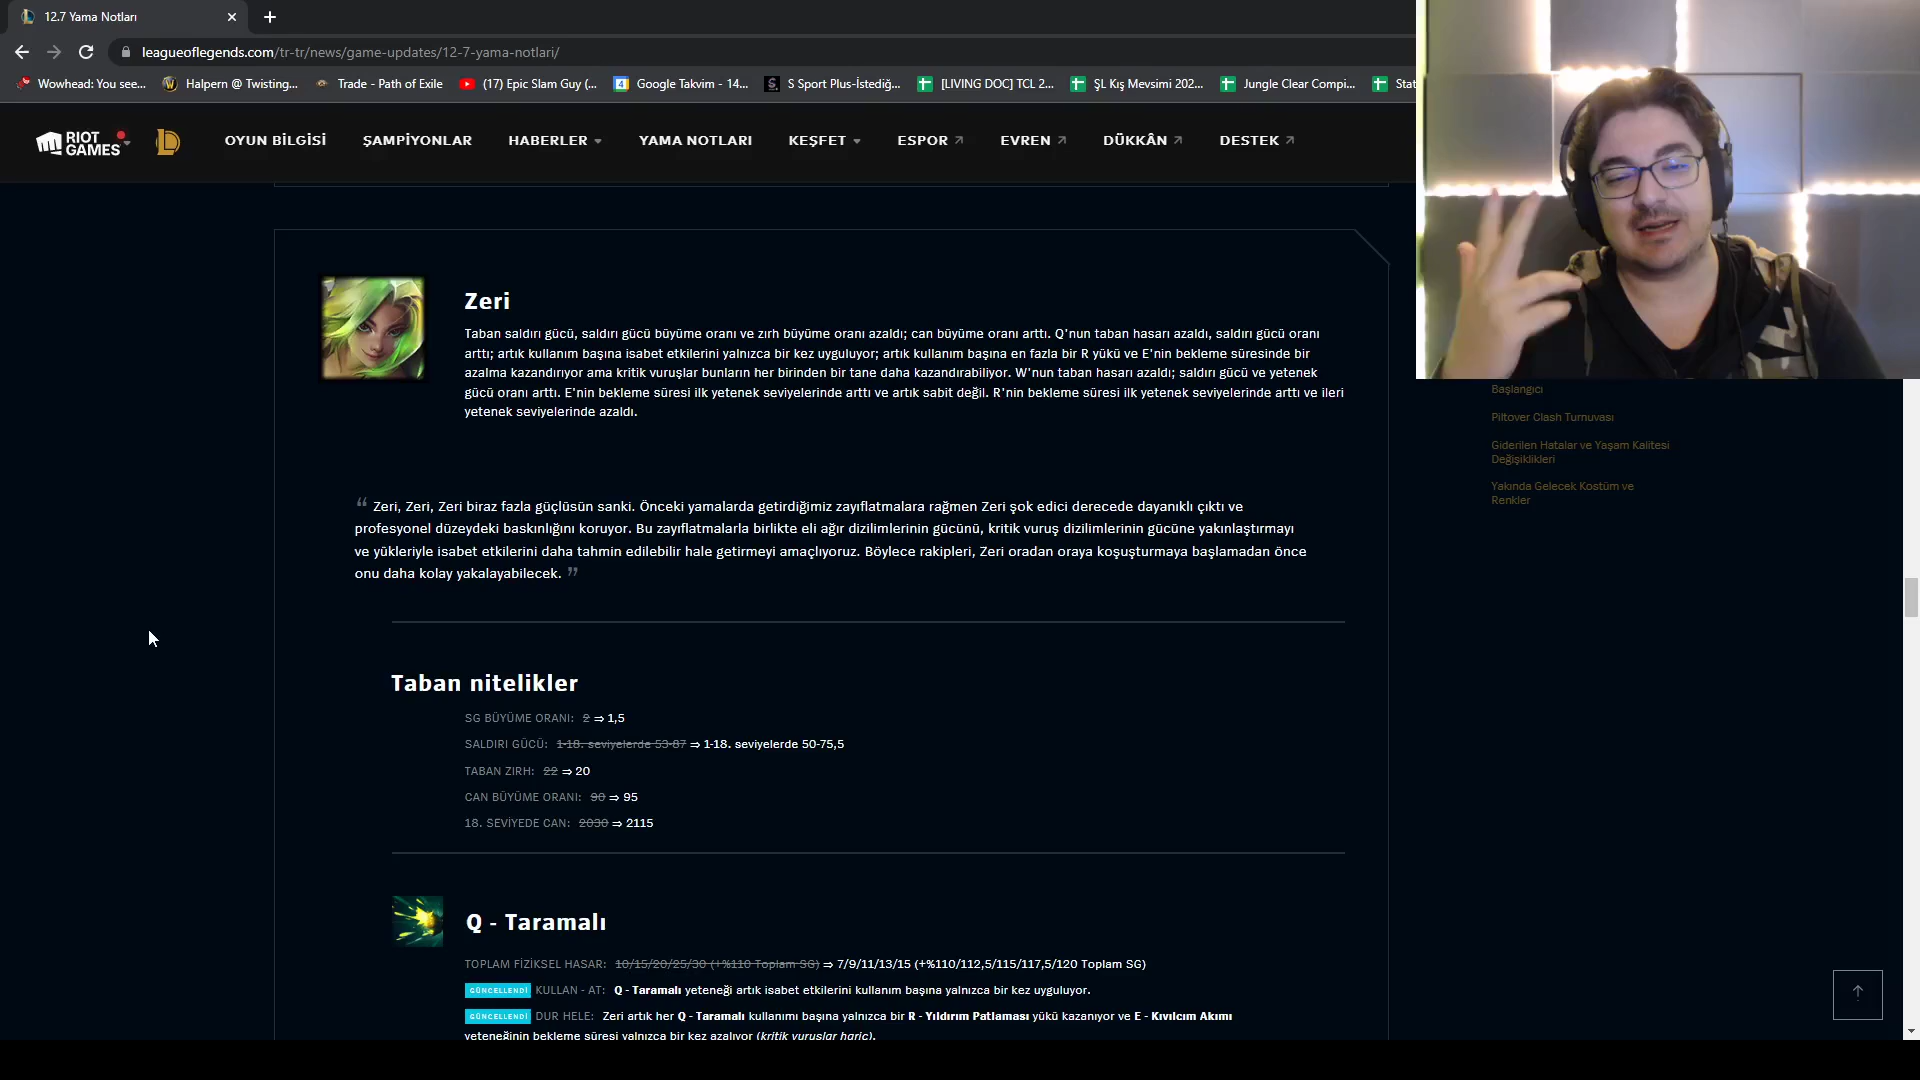 12.7 Yama Notları
leagueoflegends.com/tr-tr/news/game-updates/12-7-yama-notlari/
Wowhead: You see...
Halpern @ Twisting...
Trade - Path of Exile
(17) Epic Slam Guy (...
Google Takvim - 14...
S Sport Plus-İstediğ...
[LIVING DOC] TCL 2...
ŞL Kış Mevsimi 202...
Jungle Clear Compi...
Stat
RIOT GAMES
OYUN BİLGİSİ
ŞAMPİYONLAR
HABERLER
YAMA NOTLARI
KEŞFET
ESPOR
EVREN
DÜKKÂN
DESTEK
Zeri
Taban saldırı gücü, saldırı gücü büyüme oranı ve zırh büyüme oranı azaldı; can büyüme oranı arttı. Q'nun taban hasarı azaldı, saldırı gücü oranı
arttı; artık kullanım başına isabet etkilerini yalnızca bir kez uyguluyor; artık kullanım başına en fazla bir R yükü ve E'nin bekleme süresinde bir
azalma kazandırıyor ama kritik vuruşlar bunların her birinden bir tane daha kazandırabiliyor. W'nun taban hasarı azaldı; saldırı gücü ve yetenek
gücü oranı arttı. E'nin bekleme süresi ilk yetenek seviyelerinde arttı ve artık sabit değil. R'nin bekleme süresi ilk yetenek seviyelerinde arttı ve ileri
yetenek seviyelerinde azaldı.
“ Zeri, Zeri, Zeri biraz fazla güçlüsün sanki. Önceki yamalarda getirdiğimiz zayıflatmalara rağmen Zeri şok edici derecede dayanıklı çıktı ve
profesyonel düzeydeki baskınlığını koruyor. Bu zayıflatmalarla birlikte eli ağır dizilimlerinin gücünü, kritik vuruş dizilimlerinin gücüne yakınlaştırmayı
ve yükleriyle isabet etkilerini daha tahmin edilebilir hale getirmeyi amaçlıyoruz. Böylece rakipleri, Zeri oradan oraya koşuşturmaya başlamadan önce
onu daha kolay yakalayabilecek. ”
Taban nitelikler
SG BÜYÜME ORANI: 2 ⇒ 1,5
SALDIRI GÜCÜ: 1-18. seviyelerde 53-87 ⇒ 1-18. seviyelerde 50-75,5
TABAN ZIRH: 22 ⇒ 20
CAN BÜYÜME ORANI: 90 ⇒ 95
18. SEVİYEDE CAN: 2030 ⇒ 2115
Q - Taramalı
TOPLAM FİZİKSEL HASAR: 10/15/20/25/30 (+%110 Toplam SG) ⇒ 7/9/11/13/15 (+%110/112,5/115/117,5/120 Toplam SG)
GÜNCELLENDİ KULLAN - AT: Q - Taramalı yeteneği artık isabet etkilerini kullanım başına yalnızca bir kez uyguluyor.
GÜNCELLENDİ DUR HELE: Zeri artık her Q - Taramalı kullanımı başına yalnızca bir R - Yıldırım Patlaması yükü kazanıyor ve E - Kıvılcım Akımı
yeteneğinin bekleme süresi yalnızca bir kez azalıyor (kritik vuruşlar hariç).
Başlangıcı
Piltover Clash Turnuvası
Giderilen Hatalar ve Yaşam Kalitesi
Değişiklikleri
Yakında Gelecek Kostüm ve
Renkler